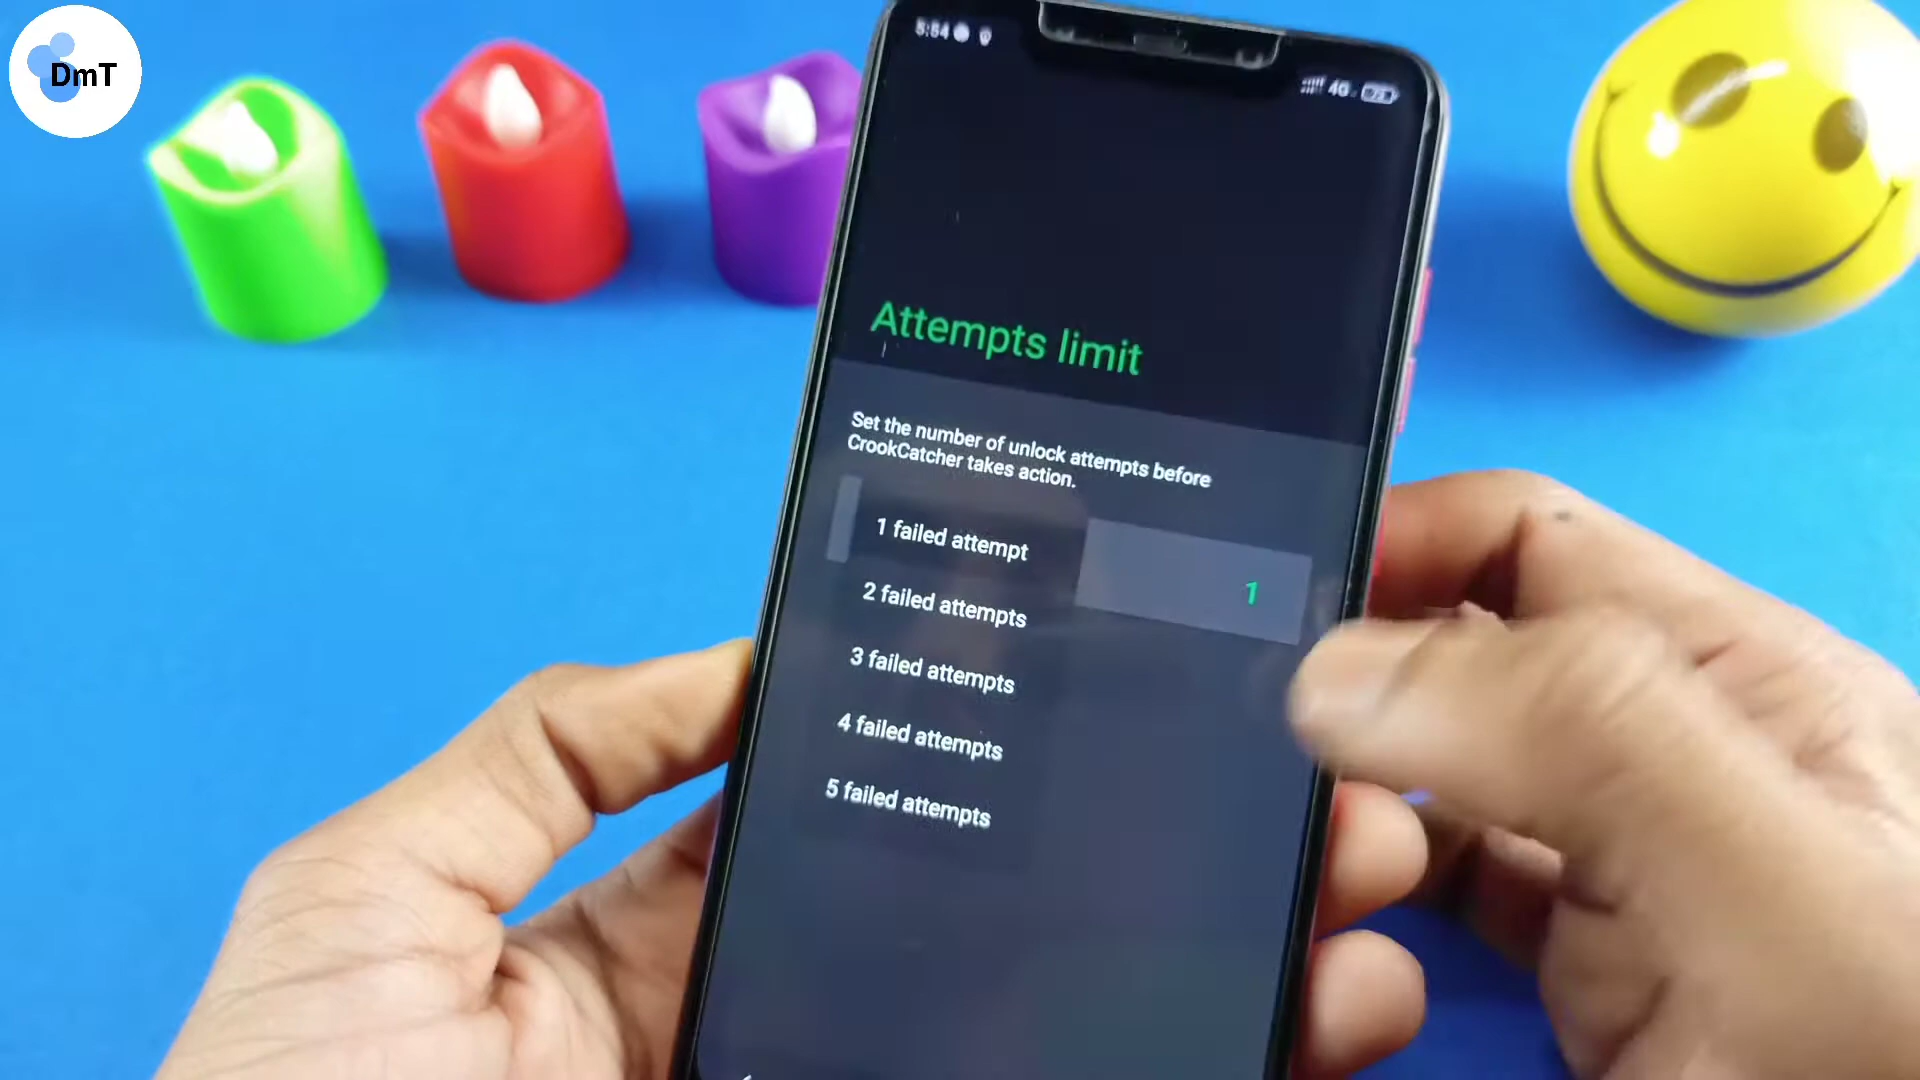 DmT
5:54
4G
Attempts limit
Set the number of unlock attempts before
CrookCatcher takes action.
1 failed attempt
1
2 failed attempts
3 failed attempts
4 failed attempts
5 failed attempts